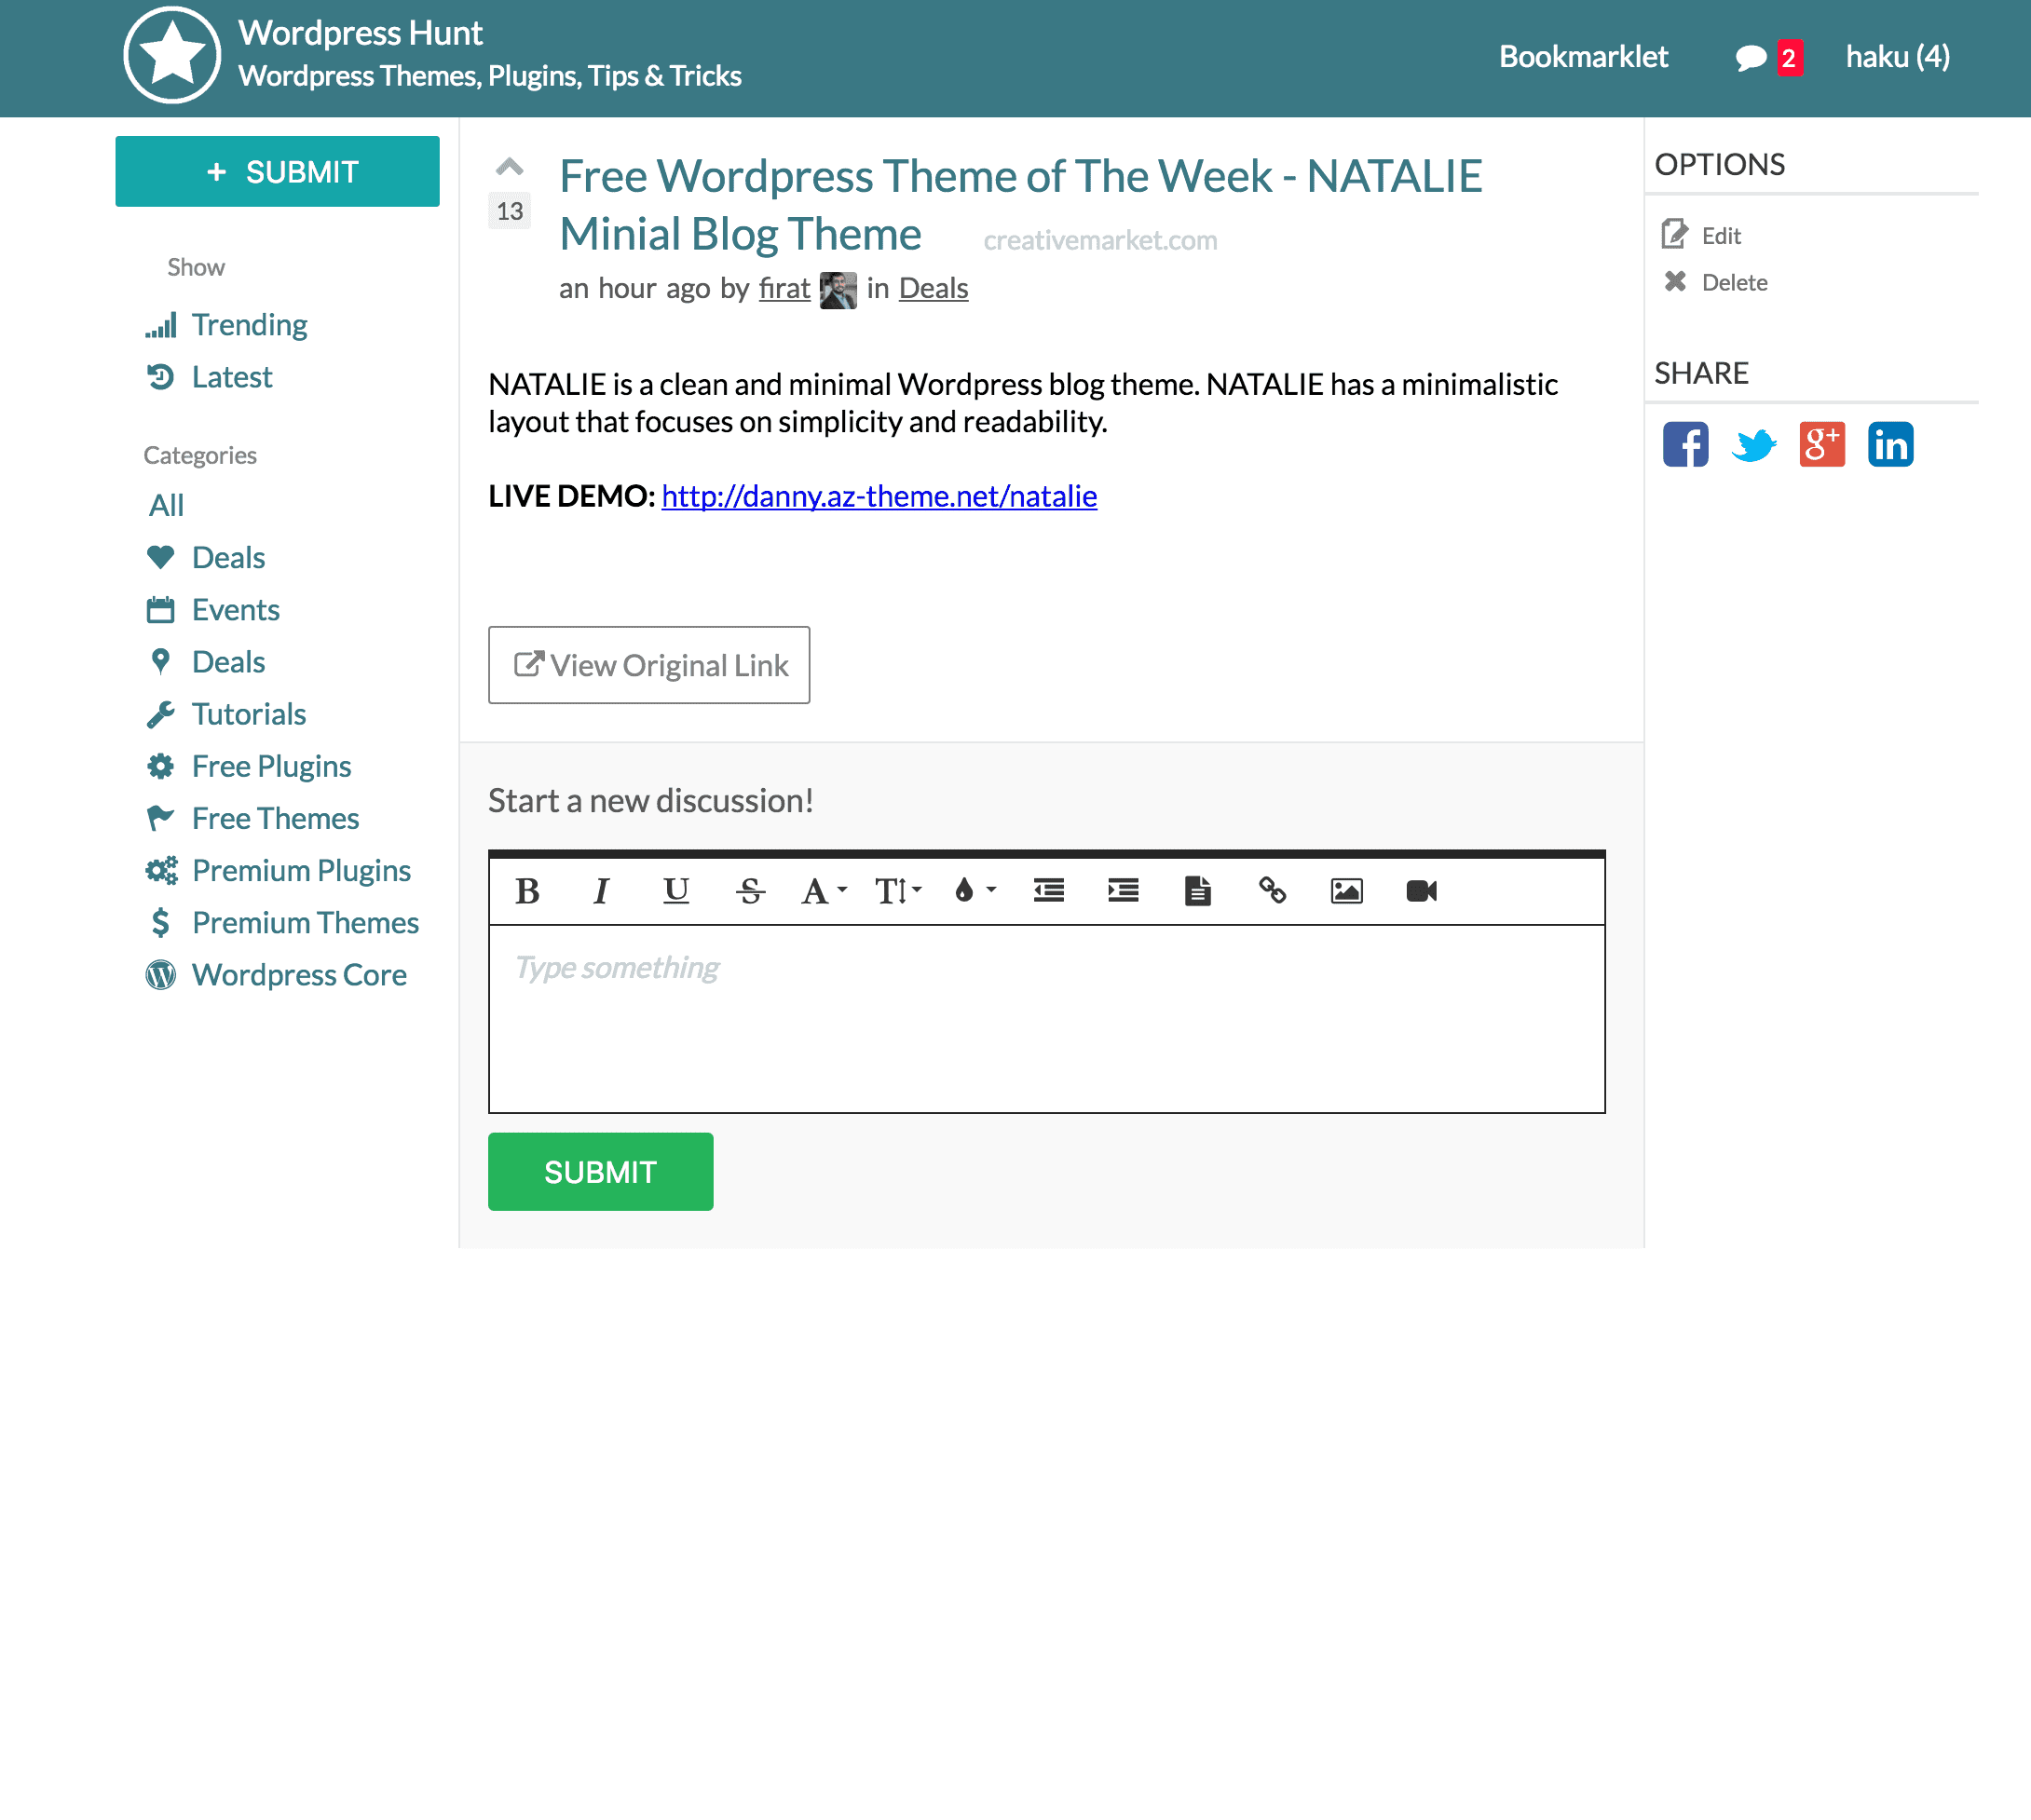 Wordpress Hunt
Wordpress Themes, Plugins, Tips & Tricks
Bookmarklet
2
haku (4)
+ SUBMIT
Show
Trending
Latest
Categories
All
Deals
Events
Deals
Tutorials
Free Plugins
Free Themes
Premium Plugins
Premium Themes
Wordpress Core
13
Free Wordpress Theme of The Week - NATALIE
Minial Blog Theme creativemarket.com
an hour ago by firat in Deals
NATALIE is a clean and minimal Wordpress blog theme. NATALIE has a minimalistic
layout that focuses on simplicity and readability.
LIVE DEMO: http://danny.az-theme.net/natalie
View Original Link
Start a new discussion!
B I U S A T
Type something
SUBMIT
OPTIONS
Edit
Delete
SHARE
f g+ in